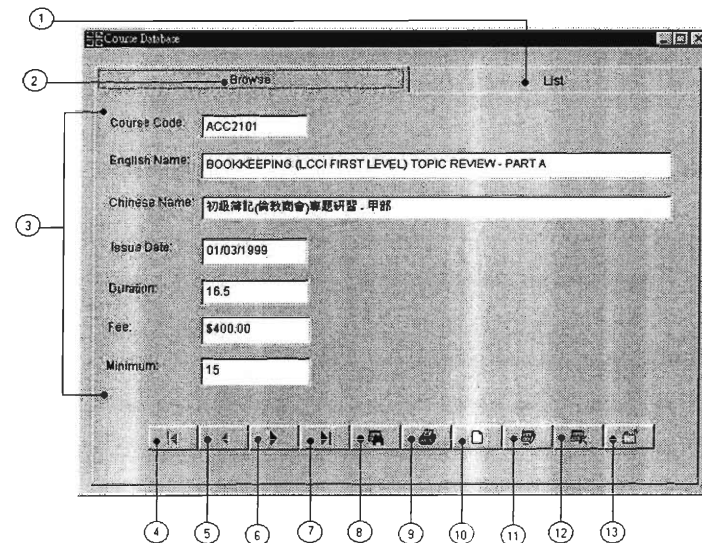 1
Course Database
2
Browse
List
3
Course Code:
ACC2101
English Name:
BOOKKEEPING (LCCI FIRST LEVEL) TOPIC REVIEW - PART A
Chinese Name:
初級簿記(倫敦商會)專題研習 - 甲部
Issue Date:
01/03/1999
Duration:
16.5
Fee:
$400.00
Minimum:
15
4 5 6 7 8 9 10 11 12 13